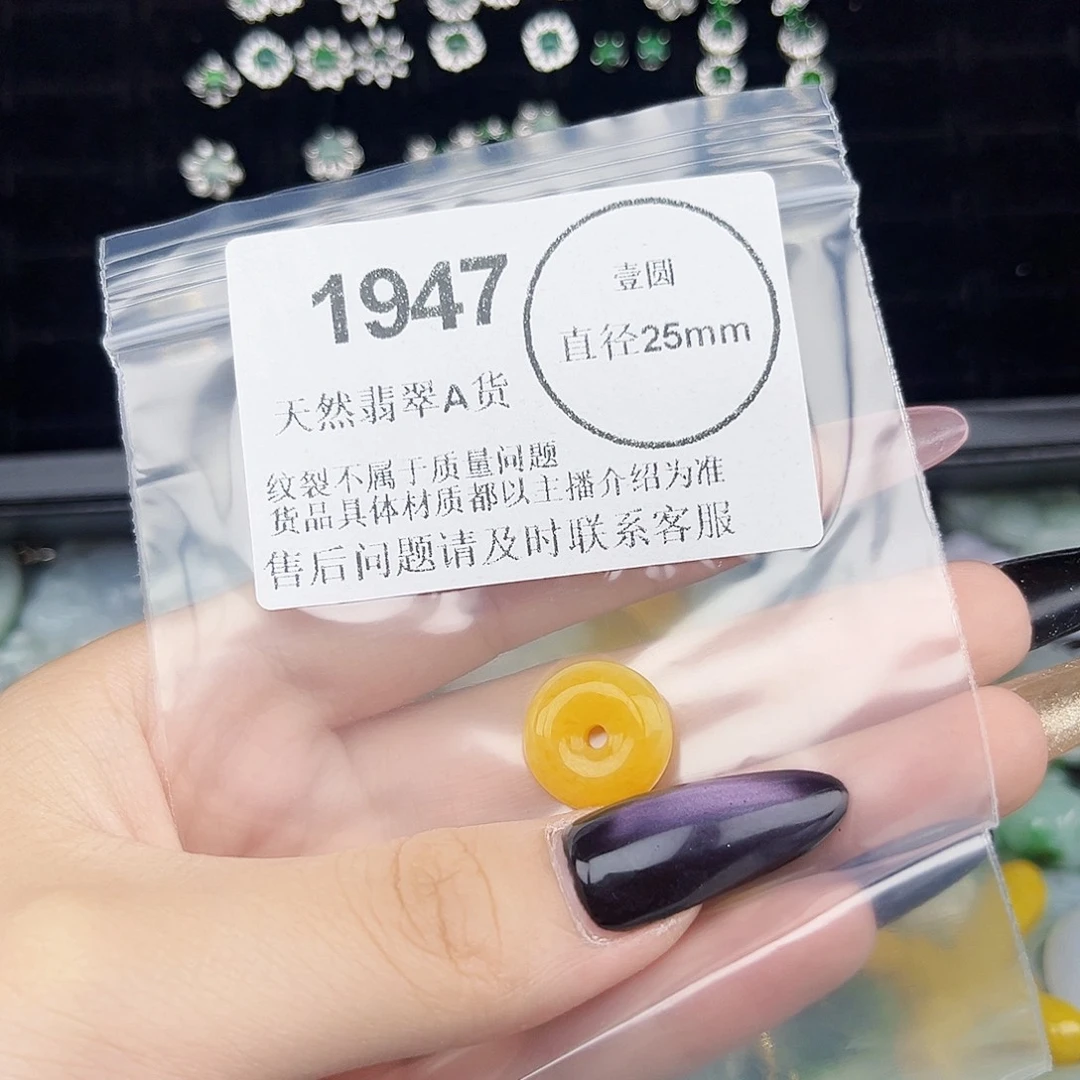 1947
壹圆
直径25mm
天然翡翠A货
纹裂不属于质量问题
货品具体材质都以主播介绍为准
售后问题请及时联系客服